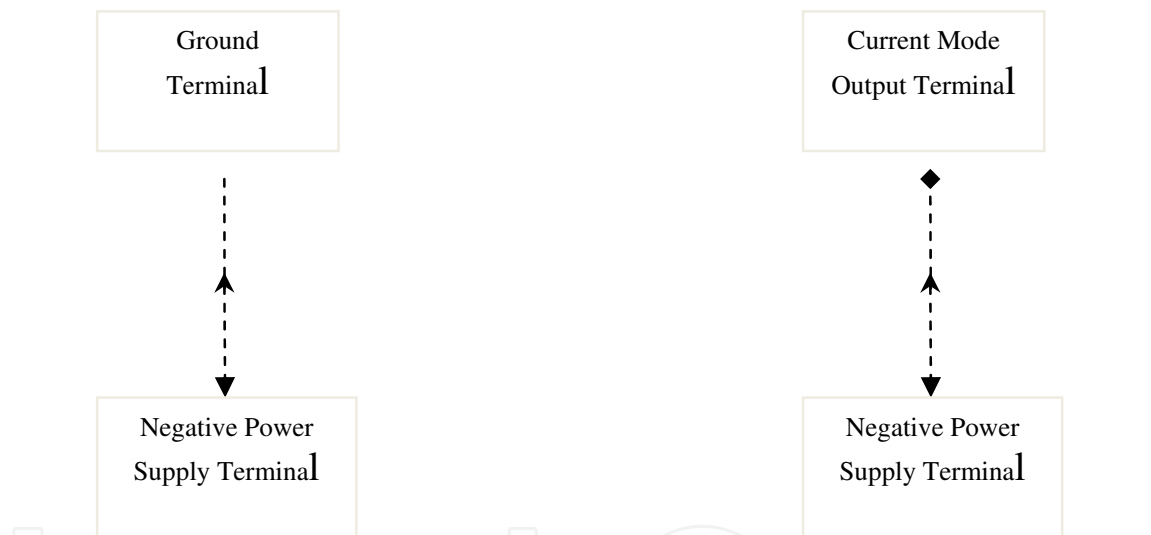 Ground
Terminal
Current Mode
Output Terminal
Negative Power
Supply Terminal
Negative Power
Supply Terminal